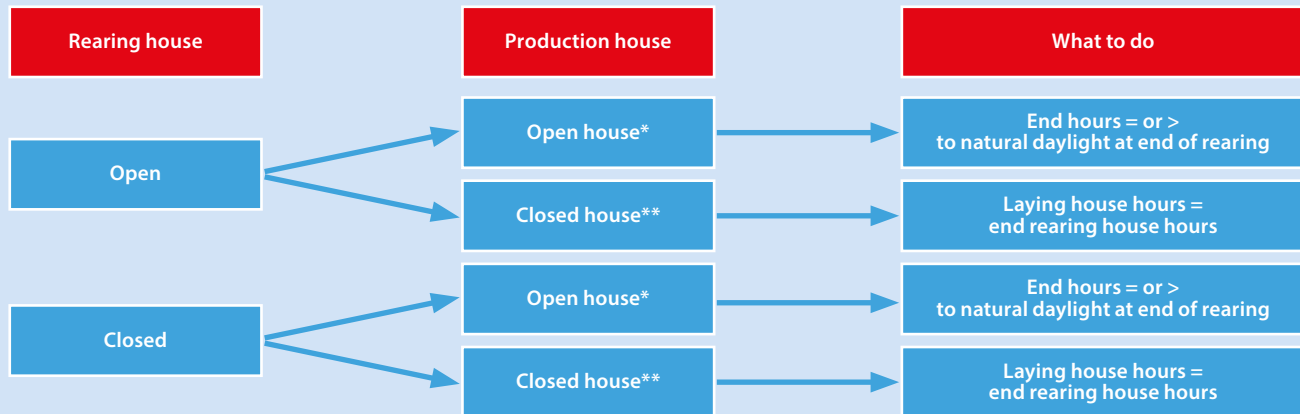 Rearing house
Production house
What to do
Open
Open house*
End hours = or >
to natural daylight at end of rearing
Closed house**
Laying house hours =
end rearing house hours
Closed
Open house*
End hours = or >
to natural daylight at end of rearing
Closed house**
Laying house hours =
end rearing house hours